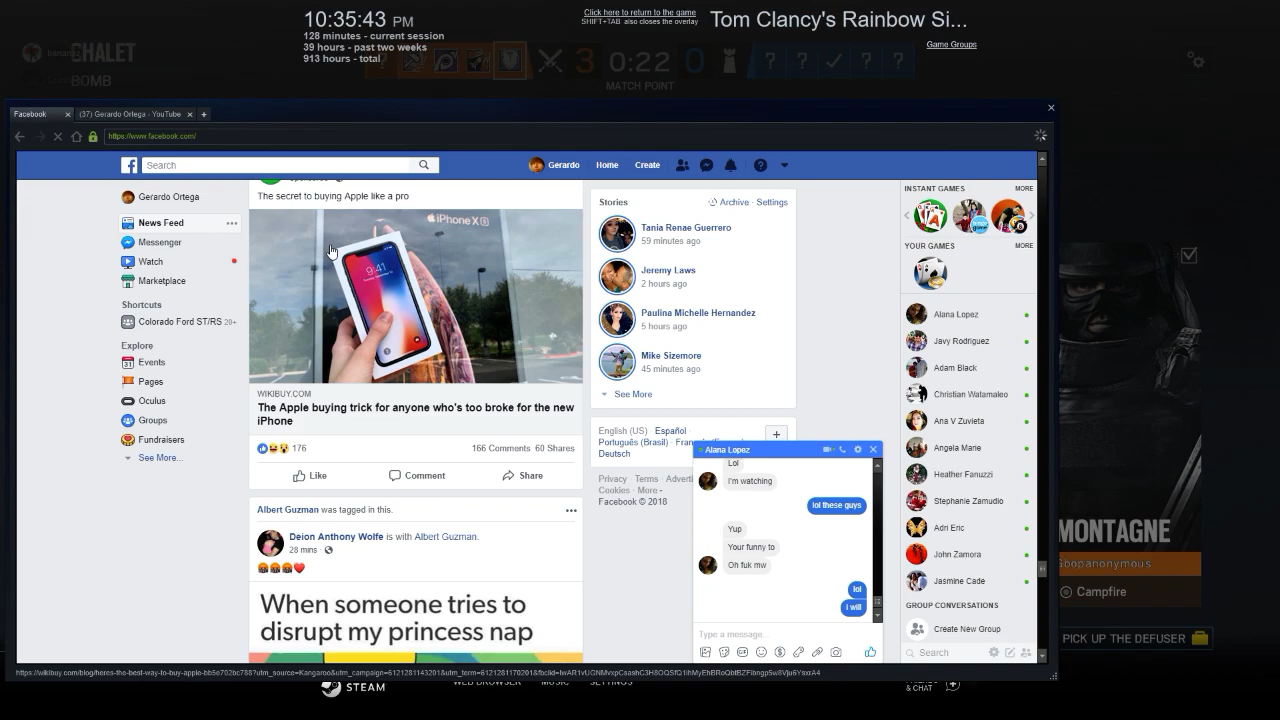 10:35:43 PM
128 minutes - current session
39 hours - past two weeks
913 hours - total
Click here to return to the game
SHIFT+TAB also closes the overlay
Tom Clancy's Rainbow Si...
Game Groups
CHALET
BOMB
3 0:22 0
MATCH POINT
? ? ? ?
Facebook
(37) Gerardo Ortega - YouTube
https://www.facebook.com/
Search
Gerardo Home Create
Gerardo Ortega
News Feed
Messenger
Watch
Marketplace
Shortcuts
Colorado Ford ST/RS 20+
Explore
Events
Pages
Oculus
Groups
Fundraisers
See More...
The secret to buying Apple like a pro
iPhone XS
9:41
WIKIBUY.COM
The Apple buying trick for anyone who's too broke for the new
iPhone
176
166 Comments 60 Shares
Like Comment Share
Albert Guzman was tagged in this.
Deion Anthony Wolfe is with Albert Guzman.
28 mins
When someone tries to
disrupt my princess nap
Stories
Archive · Settings
Tania Renae Guerrero
59 minutes ago
Jeremy Laws
2 hours ago
Paulina Michelle Hernandez
5 hours ago
Mike Sizemore
45 minutes ago
See More
English (US) · Español ·
Português (Brasil) ·
Deutsch
Privacy · Terms ·
Cookies · More
Facebook © 2018
Alana Lopez
Lol
I'm watching
lol these guys
Yup
Your funny to
Oh fuk mw
lol
i will
Type a message...
INSTANT GAMES MORE
YOUR GAMES MORE
Alana Lopez
Javy Rodriguez
Adam Black
Christian Watamaleo
Ana V Zuvieta
Angela Marie
Heather Fanuzzi
Stephanie Zamudio
Adri Eric
John Zamora
Jasmine Cade
GROUP CONVERSATIONS
Create New Group
Search
MONTAGNE
Gbopanonymous
Campfire
PICK UP THE DEFUSER
STEAM
WEB BROWSER MUSIC SETTINGS
& CHAT